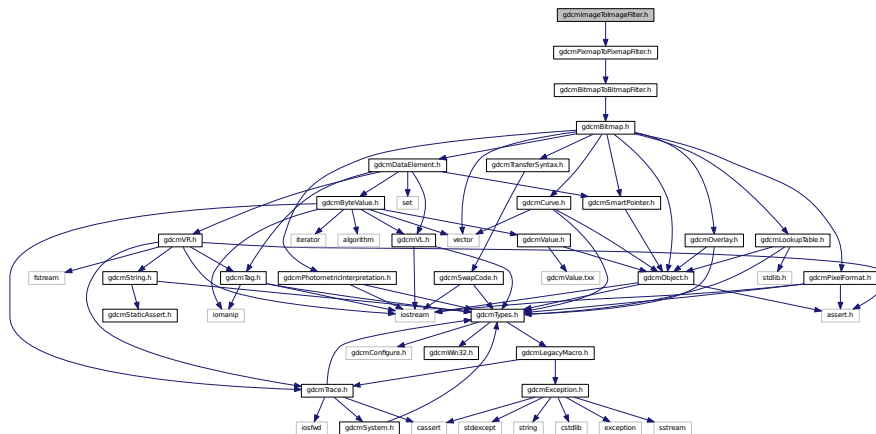 gdcmImageToImageFilter.h
gdcmPixmapToPixmapFilter.h
gdcmBitmapToBitmapFilter.h
gdcmBitmap.h
gdcmDataElement.h
gdcmTransferSyntax.h
gdcmByteValue.h
set
gdcmCurve.h
gdcmSmartPointer.h
gdcmVR.h
iterator
algorithm
gdcmVL.h
vector
gdcmValue.h
gdcmOverlay.h
gdcmLookupTable.h
fstream
gdcmString.h
gdcmTag.h
gdcmPhotometricInterpretation.h
gdcmSwapCode.h
gdcmValue.txx
gdcmObject.h
stdlib.h
gdcmPixelFormat.h
gdcmStaticAssert.h
iomanip
iostream
gdcmTypes.h
assert.h
gdcmConfigure.h
gdcmWin32.h
gdcmLegacyMacro.h
gdcmTrace.h
gdcmException.h
iosfwd
gdcmSystem.h
cassert
stdexcept
string
cstdlib
exception
sstream